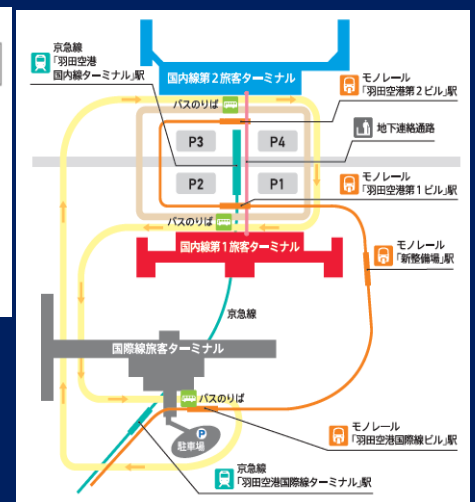 京急線
「羽田空港
国内線ターミナル」駅
国内線第2旅客ターミナル
バスのりば
モノレール
「羽田空港第2ビル」駅
P3
P4
地下連絡通路
P2
P1
モノレール
「羽田空港第1ビル」駅
バスのりば
国内線第1旅客ターミナル
モノレール
「新整備場」駅
京急線
国際線旅客ターミナル
バスのりば
P
駐車場
モノレール
「羽田空港国際線ビル」駅
京急線
「羽田空港国際線ターミナル」駅